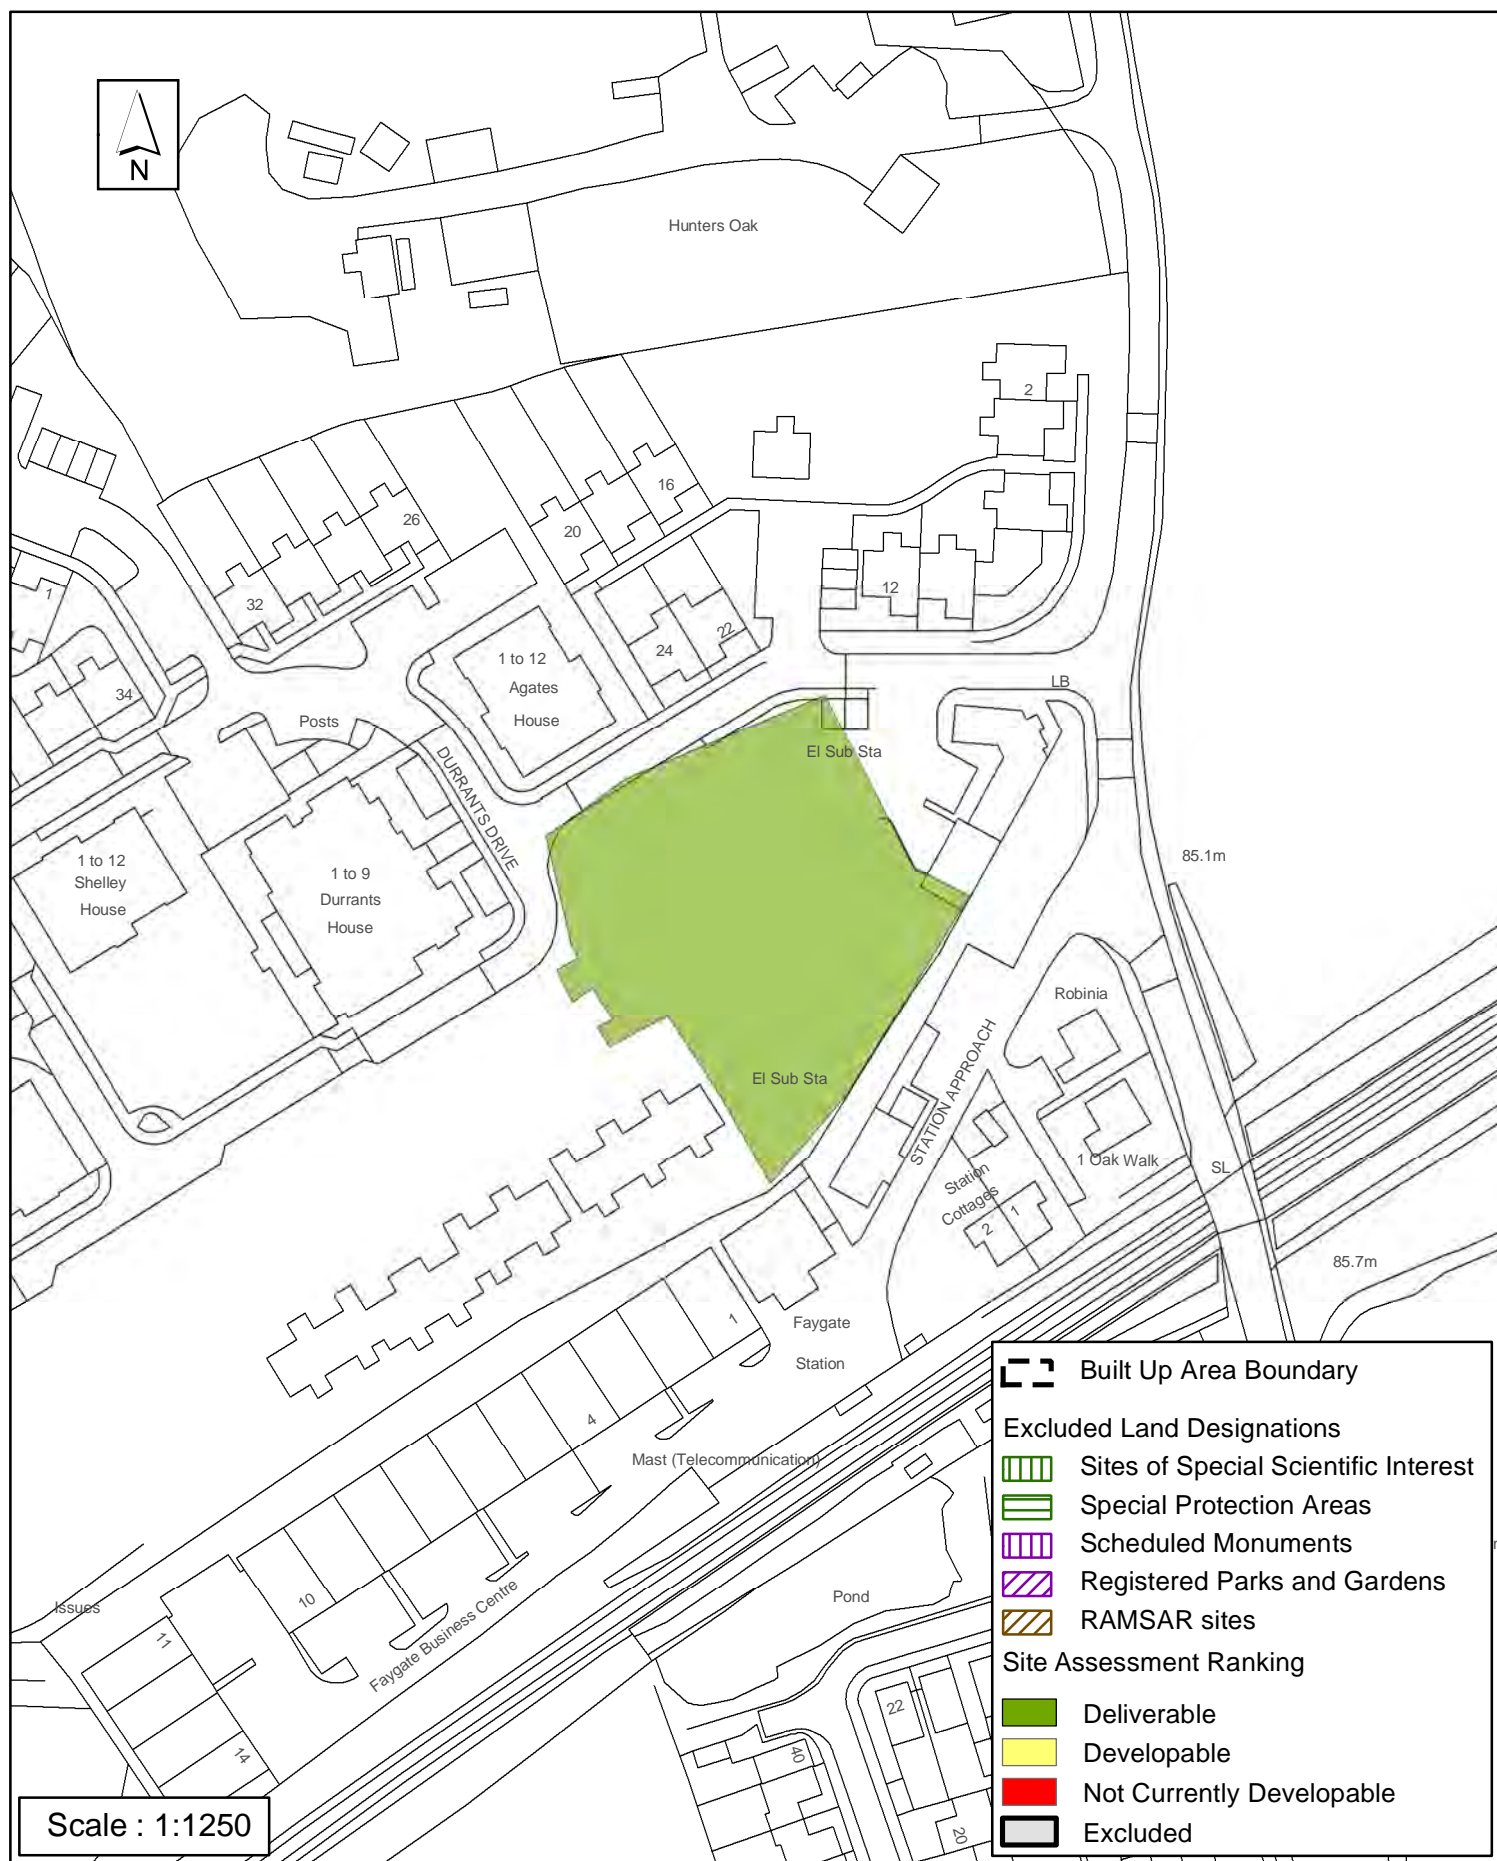 N
Hunters Oak
2
16
26
20
12
1
32
22
24
1 to 12
Agates
House
34
LB
Posts
El Sub Sta
DURRANTS DRIVE
85.1m
1 to 12
Shelley
House
1 to 9
Durrants
House
Robinia
STATION APPROACH
El Sub Sta
1 Oak Walk
SL
Station
Cottages
1
2
85.7m
1
Faygate
Station
4
Mast (Telecommunication)
10
Issues
Pond
11
Faygate Business Centre
14
22
40
20
Built Up Area Boundary
Excluded Land Designations
Sites of Special Scientific Interest
Special Protection Areas
Scheduled Monuments
Registered Parks and Gardens
RAMSAR sites
Site Assessment Ranking
Deliverable
Developable
Not Currently Developable
Excluded
Scale : 1:1250